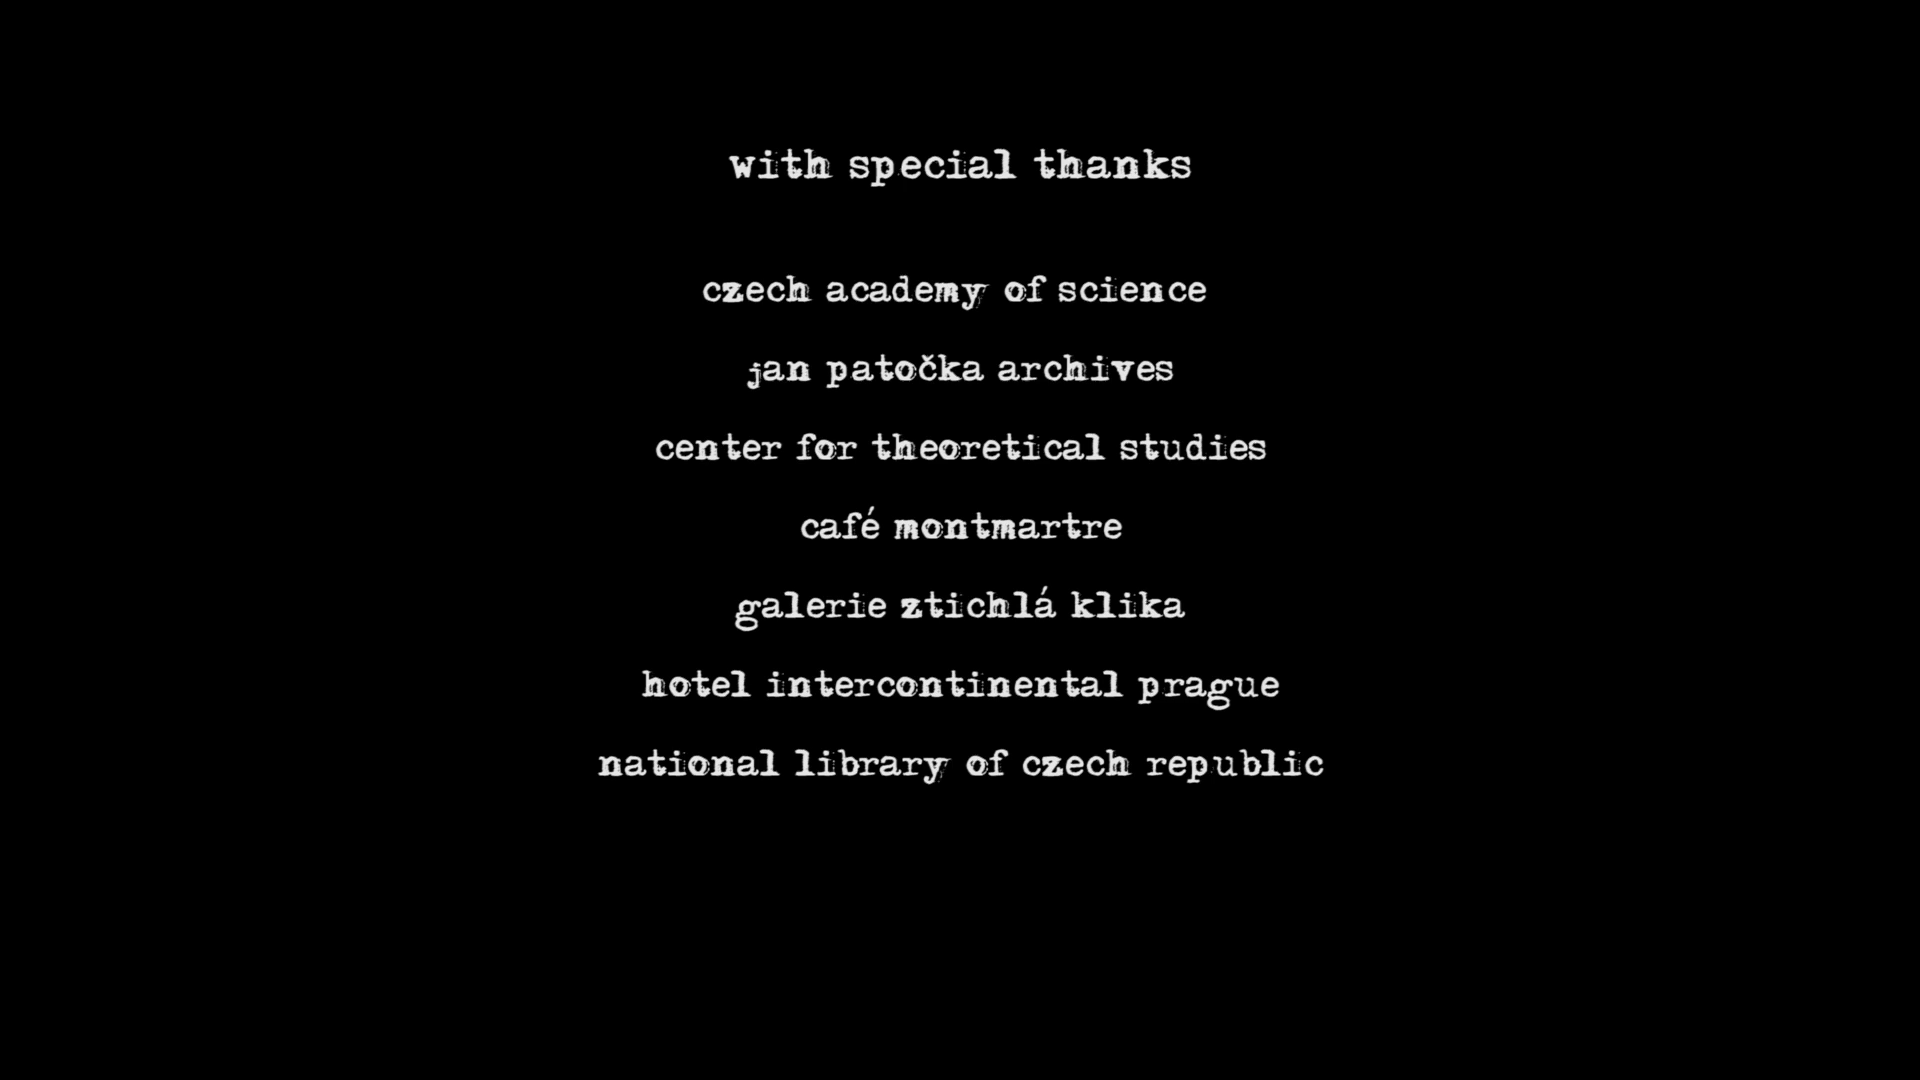 with special thanks
czech academy of science
jan patočka archives
center for theoretical studies
café montmartre
galerie ztichlá klika
hotel intercontinental prague
national library of czech republic